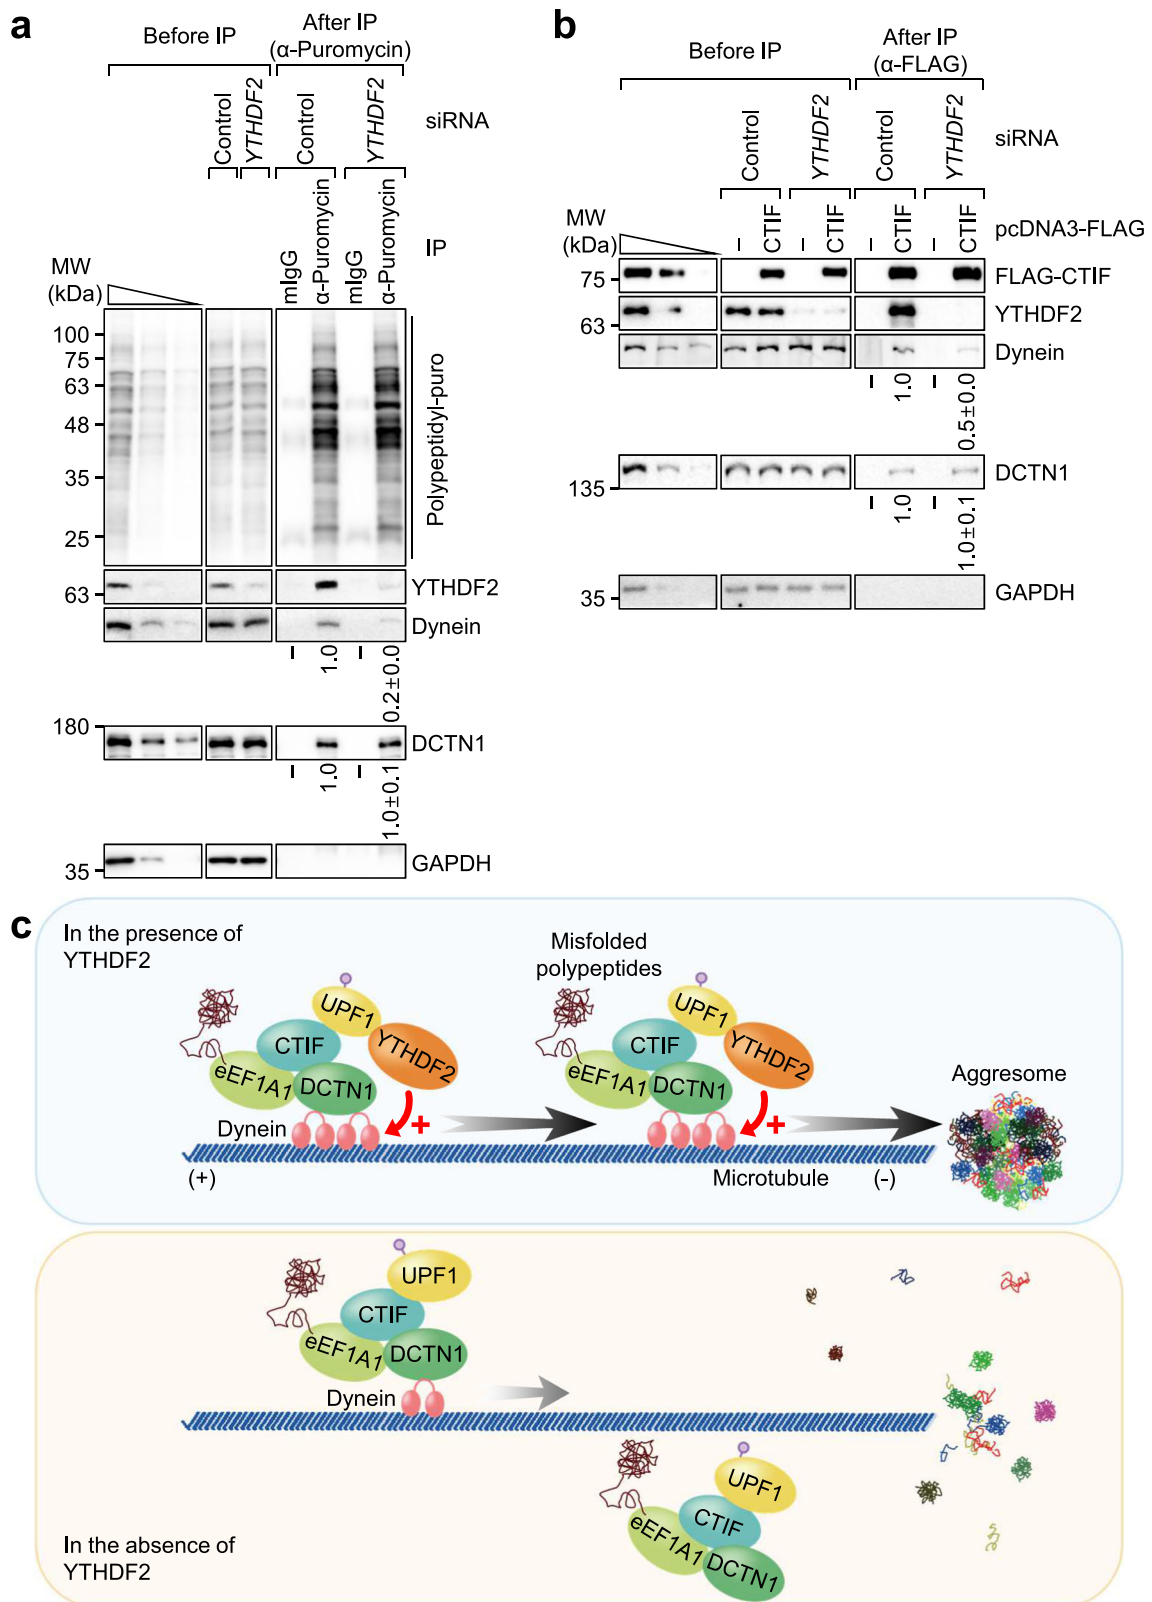 a
Before IP
After IP
(α-Puromycin)
Control
YTHDF2
Control
YTHDF2
siRNA
mIgG
α-Puromycin
mIgG
α-Puromycin
IP
MW
(kDa)
100
75
63
48
35
25
Polypeptidyl-puro
63
YTHDF2
Dynein
–
1.0
–
0.2±0.0
180
DCTN1
–
1.0
–
1.0±0.1
35
GAPDH
b
Before IP
After IP
(α-FLAG)
Control
YTHDF2
Control
YTHDF2
siRNA
–
CTIF
–
CTIF
–
CTIF
–
CTIF
pcDNA3-FLAG
MW
(kDa)
75
FLAG-CTIF
63
YTHDF2
Dynein
–
1.0
–
0.5±0.0
135
DCTN1
–
1.0
–
1.0±0.1
35
GAPDH
c
In the presence of
YTHDF2
Misfolded
polypeptides
UPF1
YTHDF2
CTIF
eEF1A1
DCTN1
Dynein
+
UPF1
YTHDF2
CTIF
eEF1A1
DCTN1
+
Aggresome
(+)
Microtubule
(-)
UPF1
CTIF
eEF1A1
DCTN1
Dynein
UPF1
CTIF
eEF1A1
DCTN1
In the absence of
YTHDF2